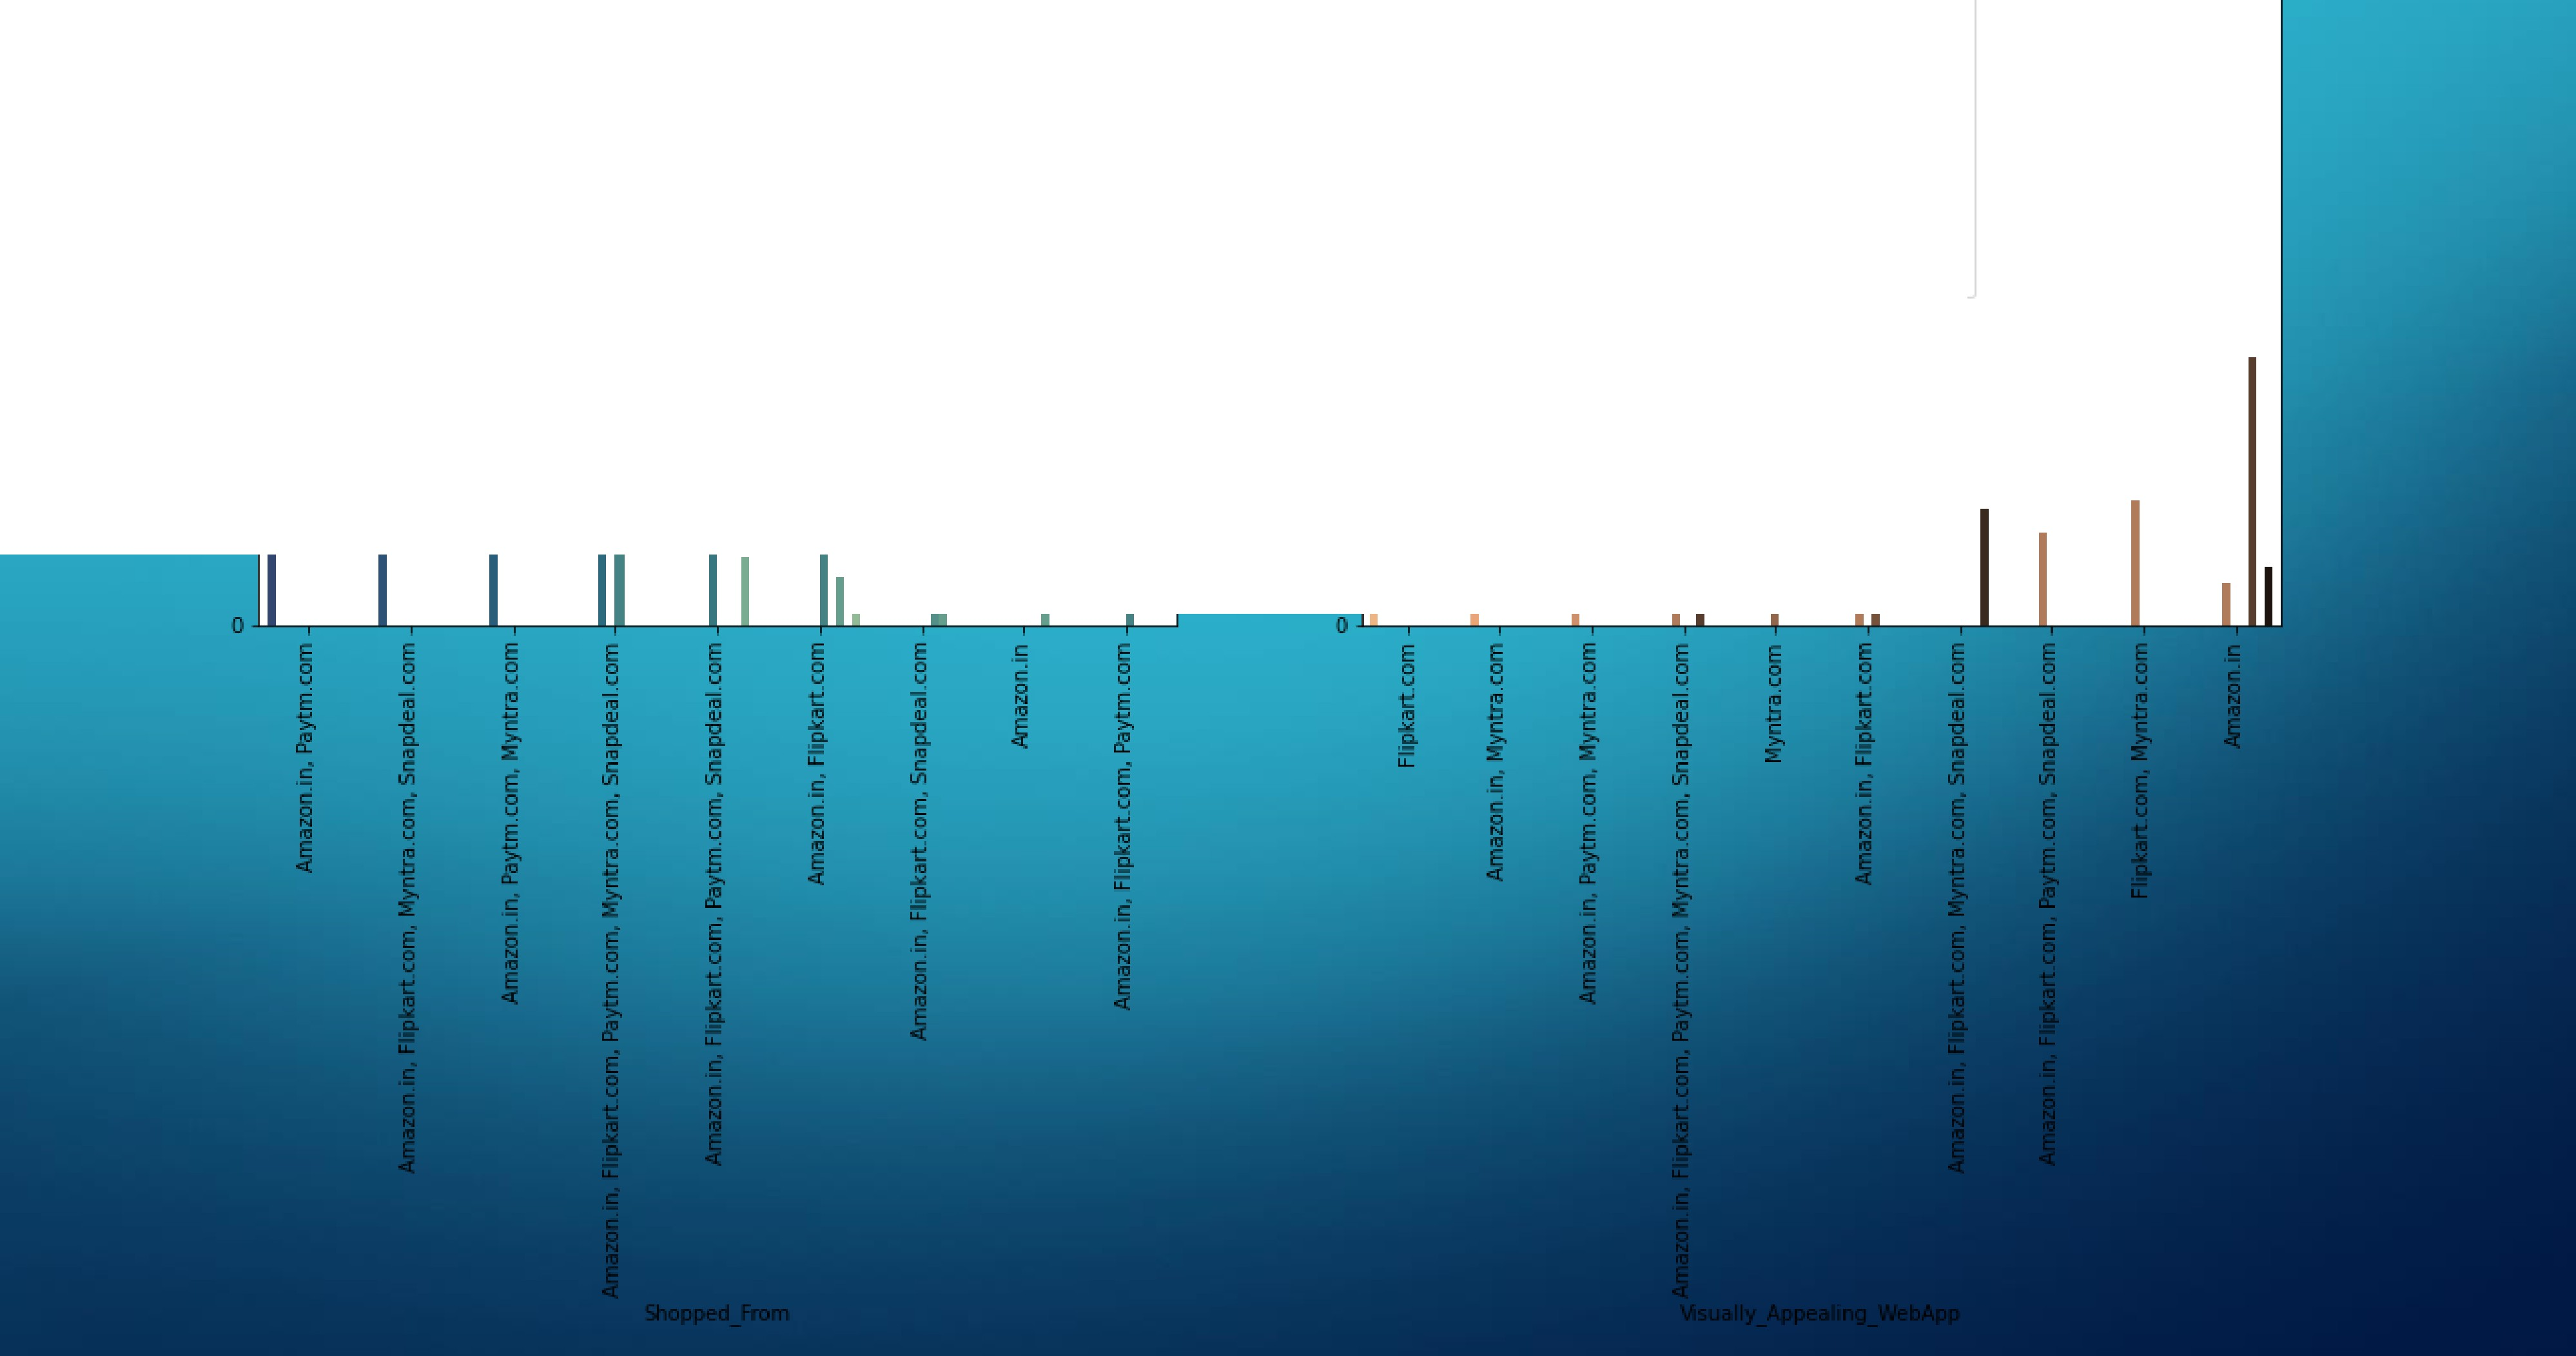 0
Amazon.in, Paytm.com
Amazon.in, Flipkart.com, Myntra.com, Snapdeal.com
Amazon.in, Paytm.com, Myntra.com
Amazon.in, Flipkart.com, Paytm.com, Myntra.com, Snapdeal.com
Amazon.in, Flipkart.com, Paytm.com, Snapdeal.com
Amazon.in, Flipkart.com
Amazon.in, Flipkart.com, Snapdeal.com
Amazon.in
Amazon.in, Flipkart.com, Paytm.com
Shopped_From
0
Flipkart.com
Amazon.in, Myntra.com
Amazon.in, Paytm.com, Myntra.com
Amazon.in, Flipkart.com, Paytm.com, Myntra.com, Snapdeal.com
Myntra.com
Amazon.in, Flipkart.com
Amazon.in, Flipkart.com, Myntra.com, Snapdeal.com
Amazon.in, Flipkart.com, Paytm.com, Snapdeal.com
Flipkart.com, Myntra.com
Amazon.in
Visually_Appealing_WebApp